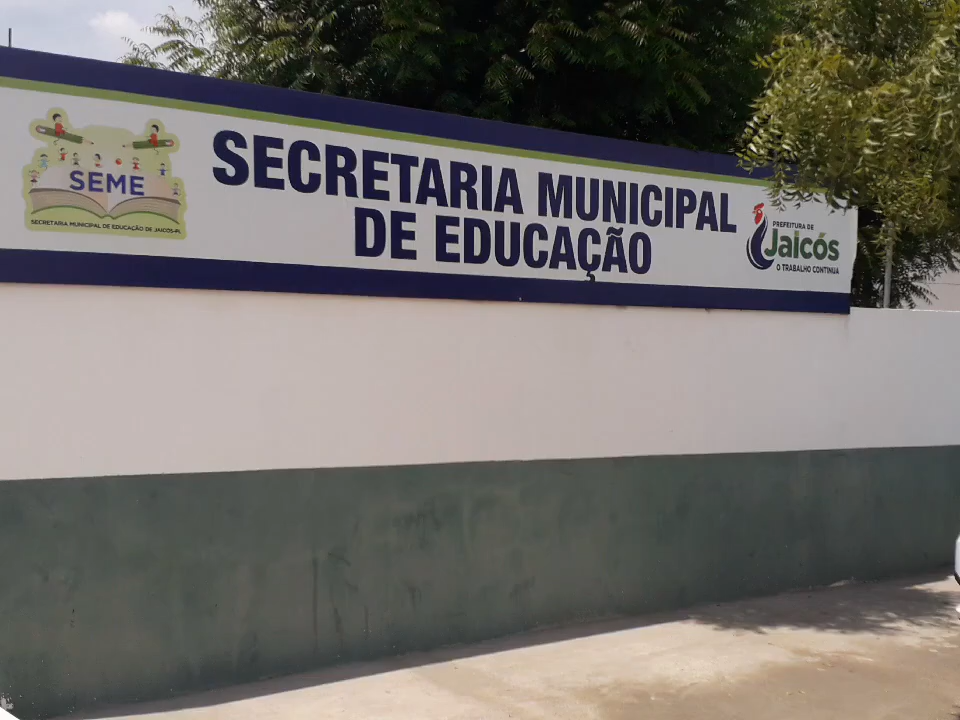 SEME
SECRETARIA MUNICIPAL DE EDUCAÇÃO DE JAICÓS-PI
SECRETARIA MUNICIPAL
DE EDUCAÇÃO
PREFEITURA DE
Jaicós
O TRABALHO CONTINUA